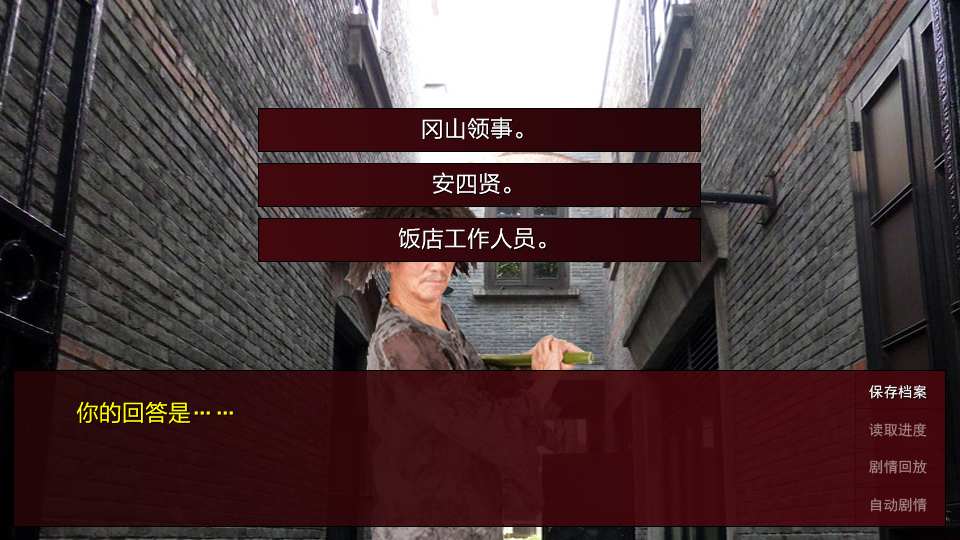 冈山领事。
安四贤。
饭店工作人员。
你的回答是……
保存档案
读取进度
剧情回放
自动剧情